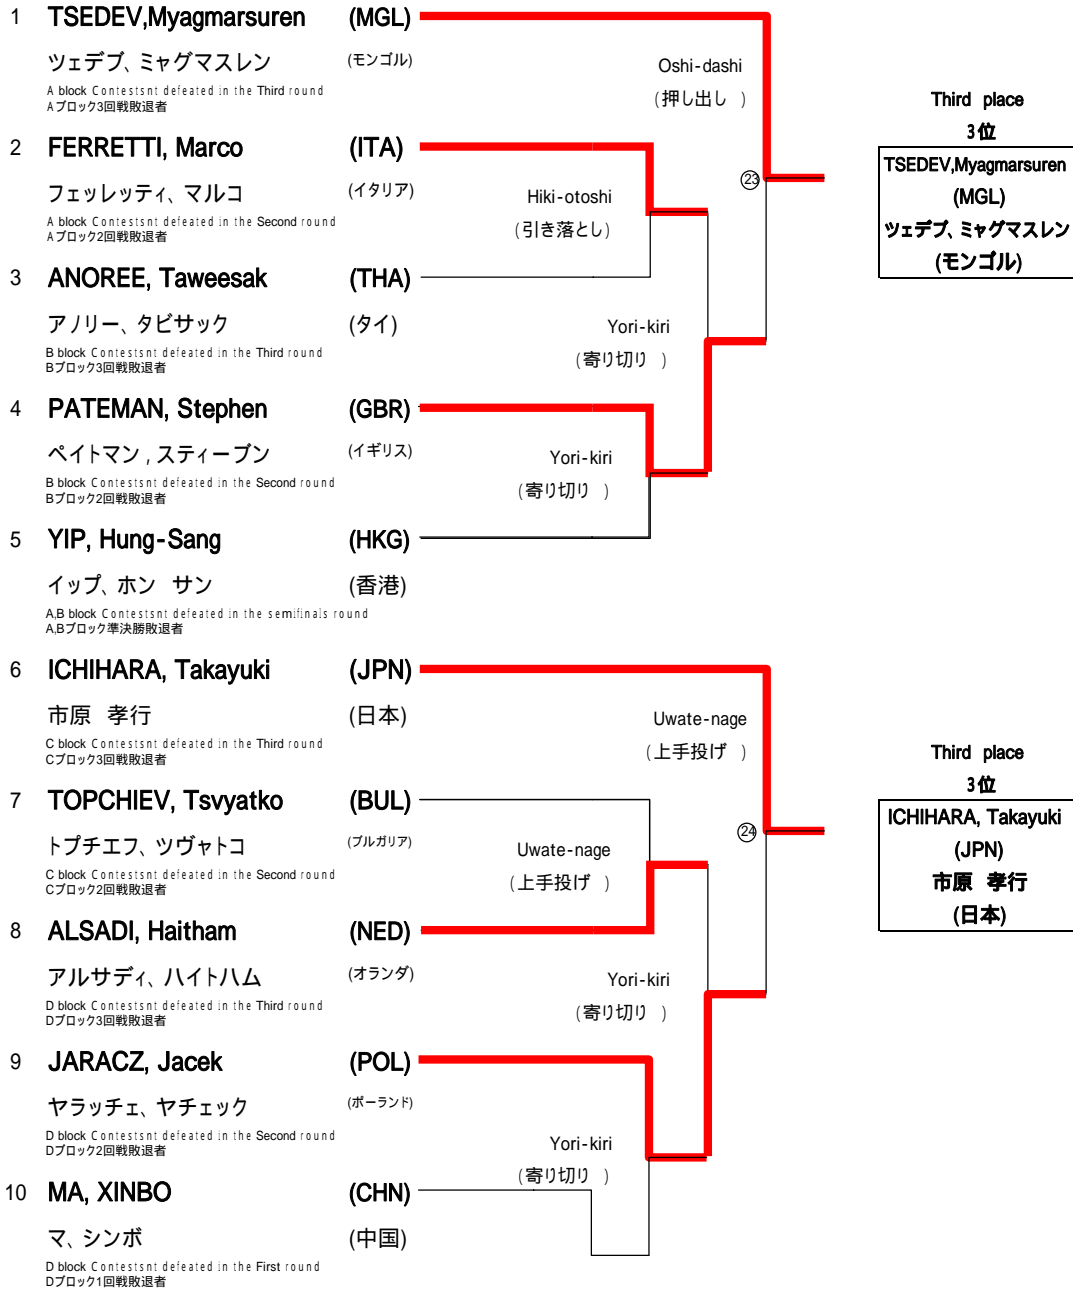 1 TSEDEV,Myagmarsuren (MGL)
ツェデブ、ミャグマスレン (モンゴル)
A block Contestsnt defeated in the Third round
Aブロック3回戦敗退者
Oshi-dashi
(押し出し )
Third place
3位
TSEDEV,Myagmarsuren
(MGL)
ツェデブ、ミャグマスレン
(モンゴル)
23
2 FERRETTI, Marco (ITA)
フェッレッティ、マルコ (イタリア)
A block Contestsnt defeated in the Second round
Aブロック2回戦敗退者
Hiki-otoshi
(引き落とし)
3 ANOREE, Taweesak (THA)
アノリー、タビサック (タイ)
B block Contestsnt defeated in the Third round
Bブロック3回戦敗退者
Yori-kiri
(寄り切り )
4 PATEMAN, Stephen (GBR)
ペイトマン , スティーブン (イギリス)
B block Contestsnt defeated in the Second round
Bブロック2回戦敗退者
Yori-kiri
(寄り切り )
5 YIP, Hung-Sang (HKG)
イップ、ホン サン (香港)
A,B block Contestsnt defeated in the semifinals round
A,Bブロック準決勝敗退者
6 ICHIHARA, Takayuki (JPN)
市原 孝行 (日本)
C block Contestsnt defeated in the Third round
Cブロック3回戦敗退者
Uwate-nage
(上手投げ )
Third place
3位
ICHIHARA, Takayuki
(JPN)
市原 孝行
(日本)
24
7 TOPCHIEV, Tsvyatko (BUL)
トプチエフ、ツヴャトコ (ブルガリア)
C block Contestsnt defeated in the Second round
Cブロック2回戦敗退者
Uwate-nage
(上手投げ )
8 ALSADI, Haitham (NED)
アルサディ、ハイトハム (オランダ)
D block Contestsnt defeated in the Third round
Dブロック3回戦敗退者
Yori-kiri
(寄り切り )
9 JARACZ, Jacek (POL)
ヤラッチェ、ヤチェック (ポーランド)
D block Contestsnt defeated in the Second round
Dブロック2回戦敗退者
Yori-kiri
(寄り切り )
10 MA, XINBO (CHN)
マ、シンボ (中国)
D block Contestsnt defeated in the First round
Dブロック1回戦敗退者